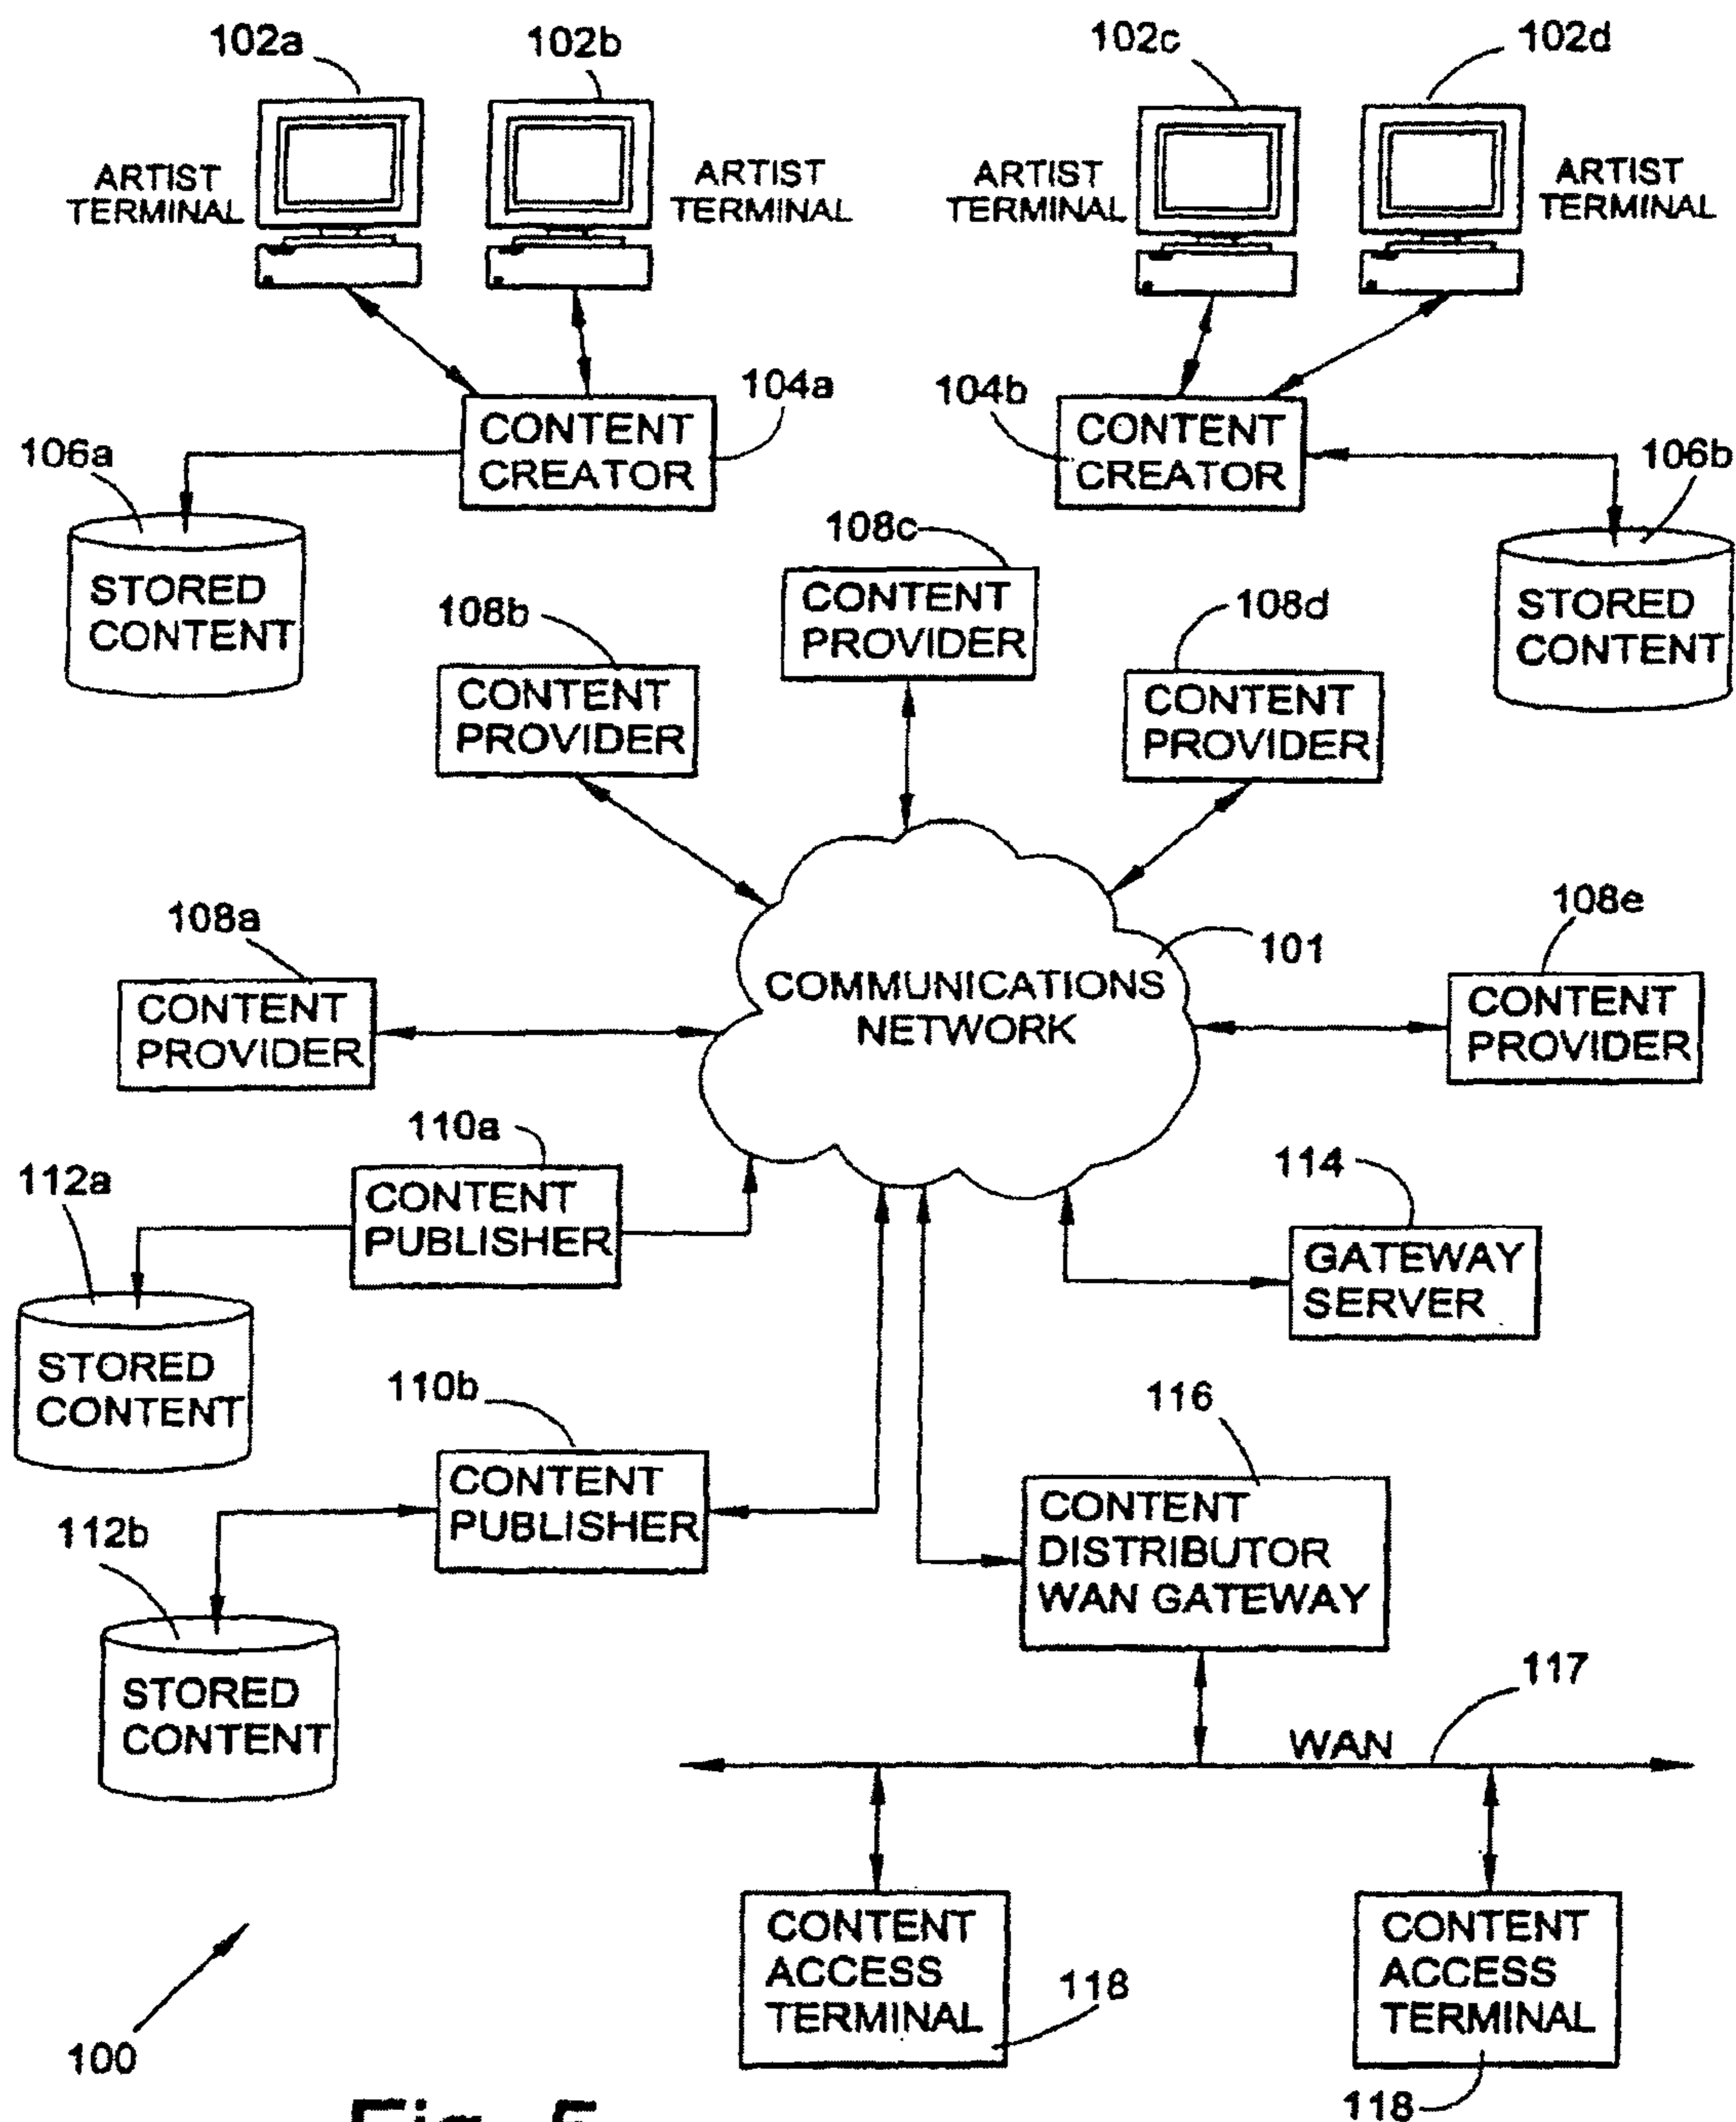 102a
102b
102c
102d
ARTIST
TERMINAL
ARTIST
TERMINAL
ARTIST
TERMINAL
ARTIST
TERMINAL
104a
104b
CONTENT
CREATOR
CONTENT
CREATOR
106a
106b
STORED
CONTENT
STORED
CONTENT
108c
CONTENT
PROVIDER
108b
CONTENT
PROVIDER
108d
CONTENT
PROVIDER
108a
CONTENT
PROVIDER
101
COMMUNICATIONS
NETWORK
108e
CONTENT
PROVIDER
110a
CONTENT
PUBLISHER
112a
STORED
CONTENT
114
GATEWAY
SERVER
110b
CONTENT
PUBLISHER
112b
STORED
CONTENT
116
CONTENT
DISTRIBUTOR
WAN GATEWAY
117
WAN
CONTENT
ACCESS
TERMINAL
118
CONTENT
ACCESS
TERMINAL
118
100
Fig. 5